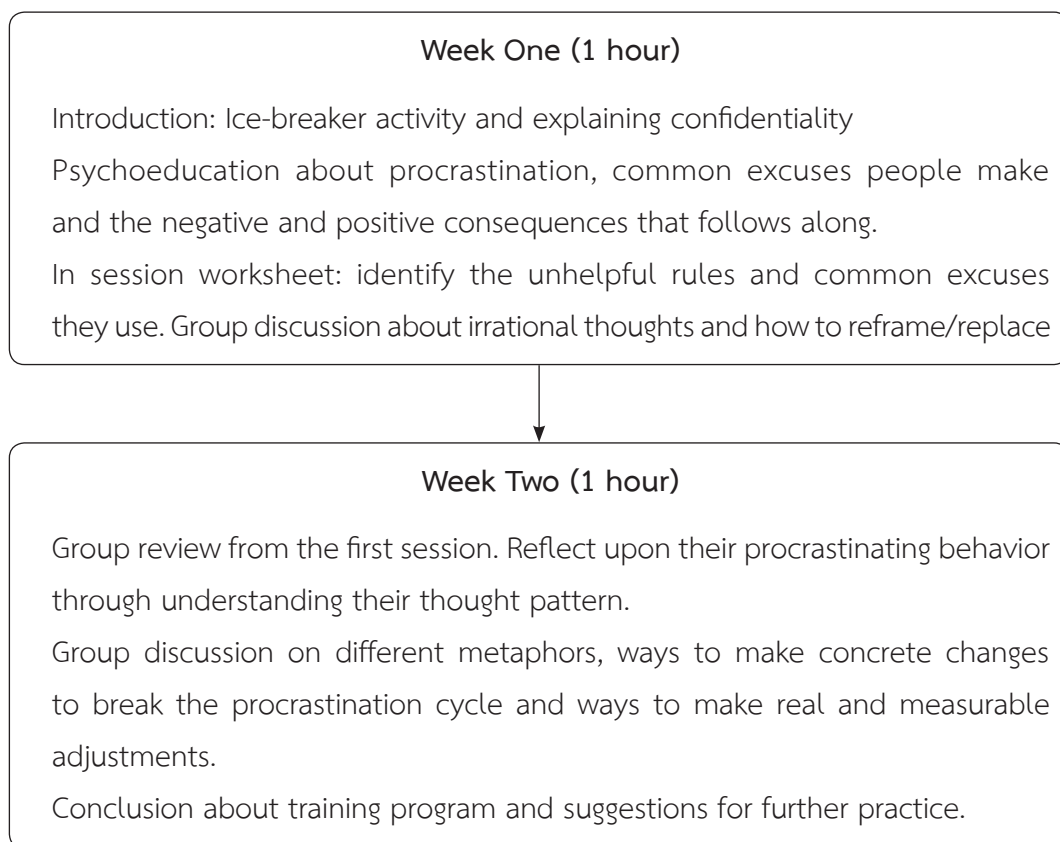 Week One (1 hour)
Introduction: Ice-breaker activity and explaining confidentiality
Psychoeducation about procrastination, common excuses people make
and the negative and positive consequences that follows along.
In session worksheet: identify the unhelpful rules and common excuses
they use. Group discussion about irrational thoughts and how to reframe/replace
Week Two (1 hour)
Group review from the first session. Reflect upon their procrastinating behavior
through understanding their thought pattern.
Group discussion on different metaphors, ways to make concrete changes
to break the procrastination cycle and ways to make real and measurable
adjustments.
Conclusion about training program and suggestions for further practice.